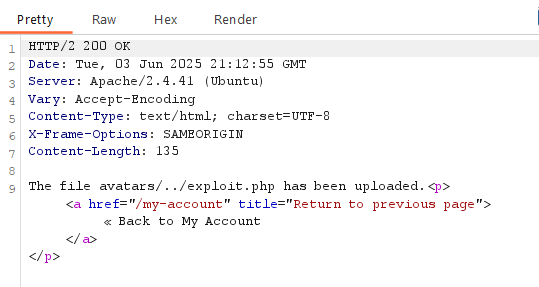 Pretty Raw Hex Render
1 HTTP/2 200 OK
2 Date: Tue, 03 Jun 2025 21:12:55 GMT
3 Server: Apache/2.4.41 (Ubuntu)
4 Vary: Accept-Encoding
5 Content-Type: text/html; charset=UTF-8
6 X-Frame-Options: SAMEORIGIN
7 Content-Length: 135
8
9 The file avatars/../exploit.php has been uploaded.<p>
<a href="/my-account" title="Return to previous page">
« Back to My Account
</a>
</p>